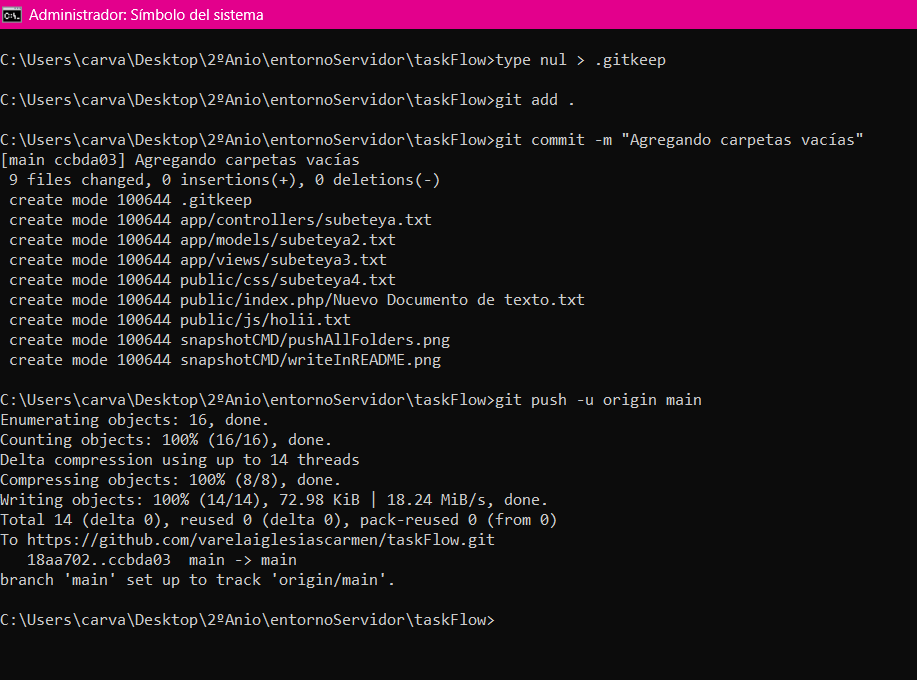 Administrador: Símbolo del sistema
C:\Users\carva\Desktop\2ºAnio\entornoServidor\taskFlow>type nul > .gitkeep
C:\Users\carva\Desktop\2ºAnio\entornoServidor\taskFlow>git add .
C:\Users\carva\Desktop\2ºAnio\entornoServidor\taskFlow>git commit -m "Agregando carpetas vacías"
[main ccbda03] Agregando carpetas vacías
 9 files changed, 0 insertions(+), 0 deletions(-)
 create mode 100644 .gitkeep
 create mode 100644 app/controllers/subeteya.txt
 create mode 100644 app/models/subeteya2.txt
 create mode 100644 app/views/subeteya3.txt
 create mode 100644 public/css/subeteya4.txt
 create mode 100644 public/index.php/Nuevo Documento de texto.txt
 create mode 100644 public/js/holii.txt
 create mode 100644 snapshotCMD/pushAllFolders.png
 create mode 100644 snapshotCMD/writeInREADME.png
C:\Users\carva\Desktop\2ºAnio\entornoServidor\taskFlow>git push -u origin main
Enumerating objects: 16, done.
Counting objects: 100% (16/16), done.
Delta compression using up to 14 threads
Compressing objects: 100% (8/8), done.
Writing objects: 100% (14/14), 72.98 KiB | 18.24 MiB/s, done.
Total 14 (delta 0), reused 0 (delta 0), pack-reused 0 (from 0)
To https://github.com/varelaiglesiascarmen/taskFlow.git
   18aa702..ccbda03  main -> main
branch 'main' set up to track 'origin/main'.
C:\Users\carva\Desktop\2ºAnio\entornoServidor\taskFlow>